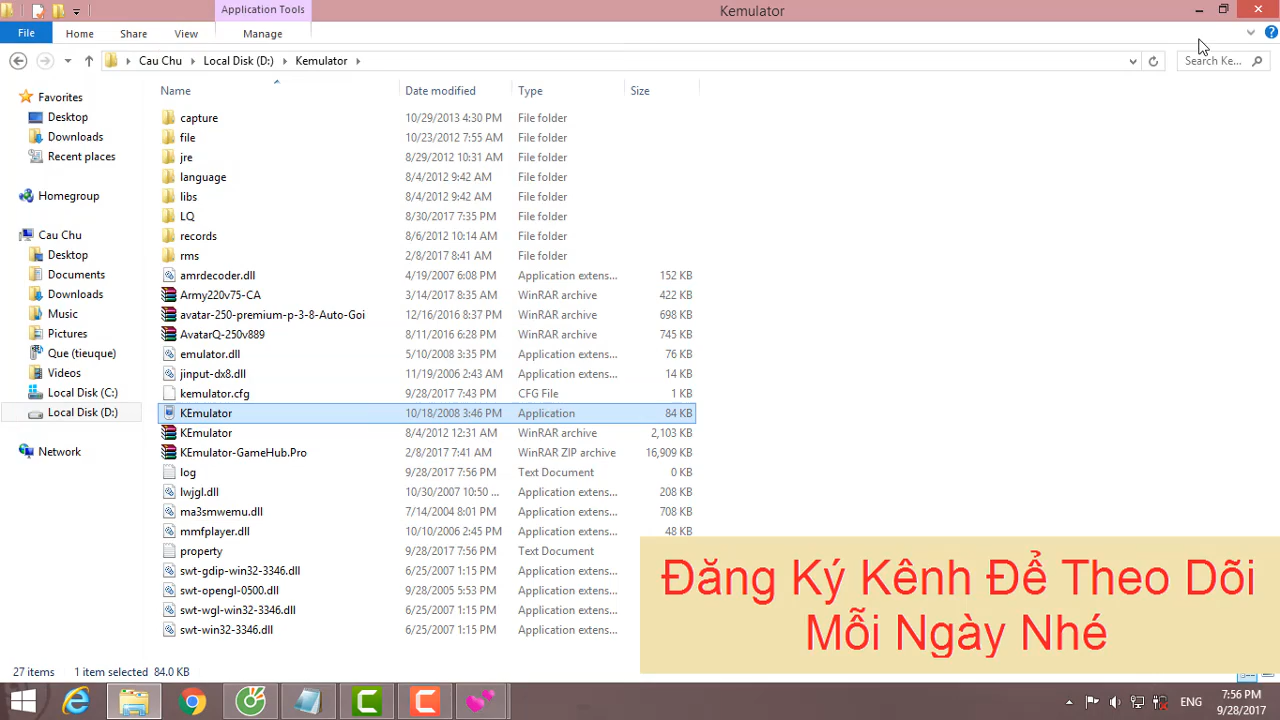 Application Tools
Kemulator
File
Home
Share
View
Manage
Cau Chu
Local Disk (D:)
Kemulator
Search Ke...
Name
Date modified
Type
Size
Favorites
Desktop
Downloads
Recent places
Homegroup
Cau Chu
Desktop
Documents
Downloads
Music
Pictures
Que (tieuque)
Videos
Local Disk (C:)
Local Disk (D:)
Network
capture 10/29/2013 4:30 PM File folder
file 10/23/2012 7:55 AM File folder
jre 8/29/2012 10:31 AM File folder
language 8/4/2012 9:42 AM File folder
libs 8/4/2012 9:42 AM File folder
LQ 8/30/2017 7:35 PM File folder
records 8/6/2012 10:14 AM File folder
rms 2/8/2017 8:41 AM File folder
amrdecoder.dll 4/19/2007 6:08 PM Application extens... 152 KB
Army220v75-CA 3/14/2017 8:35 AM WinRAR archive 422 KB
avatar-250-premium-p-3-8-Auto-Goi 12/16/2016 8:37 PM WinRAR archive 698 KB
AvatarQ-250v889 8/11/2016 8:28 PM WinRAR archive 745 KB
emulator.dll 5/10/2008 3:35 PM Application extens... 76 KB
jinput-dx8.dll 11/19/2006 2:43 AM Application extens... 14 KB
kemulator.cfg 9/28/2017 7:43 PM CFG File 1 KB
KEmulator 10/18/2008 3:46 PM Application 84 KB
KEmulator 8/4/2012 12:31 AM WinRAR archive 2,103 KB
KEmulator-GameHub.Pro 2/8/2017 7:41 AM WinRAR ZIP archive 16,909 KB
log 9/28/2017 7:56 PM Text Document 0 KB
lwjgl.dll 10/30/2007 10:50 ... Application extens... 208 KB
ma3smwemu.dll 7/14/2004 8:01 PM Application extens... 708 KB
mmfplayer.dll 10/10/2006 2:45 PM Application extens... 48 KB
property 9/28/2017 7:56 PM Text Document
swt-gdip-win32-3346.dll 6/25/2007 1:15 PM Application extens...
swt-opengl-0500.dll 9/28/2005 5:53 PM Application extens...
swt-wgl-win32-3346.dll 6/25/2007 1:15 PM Application extens...
swt-win32-3346.dll 6/25/2007 1:15 PM Application extens...
Đăng Ký Kênh Để Theo Dõi
Mỗi Ngày Nhé
27 items 1 item selected 84.0 KB
ENG
7:56 PM
9/28/2017